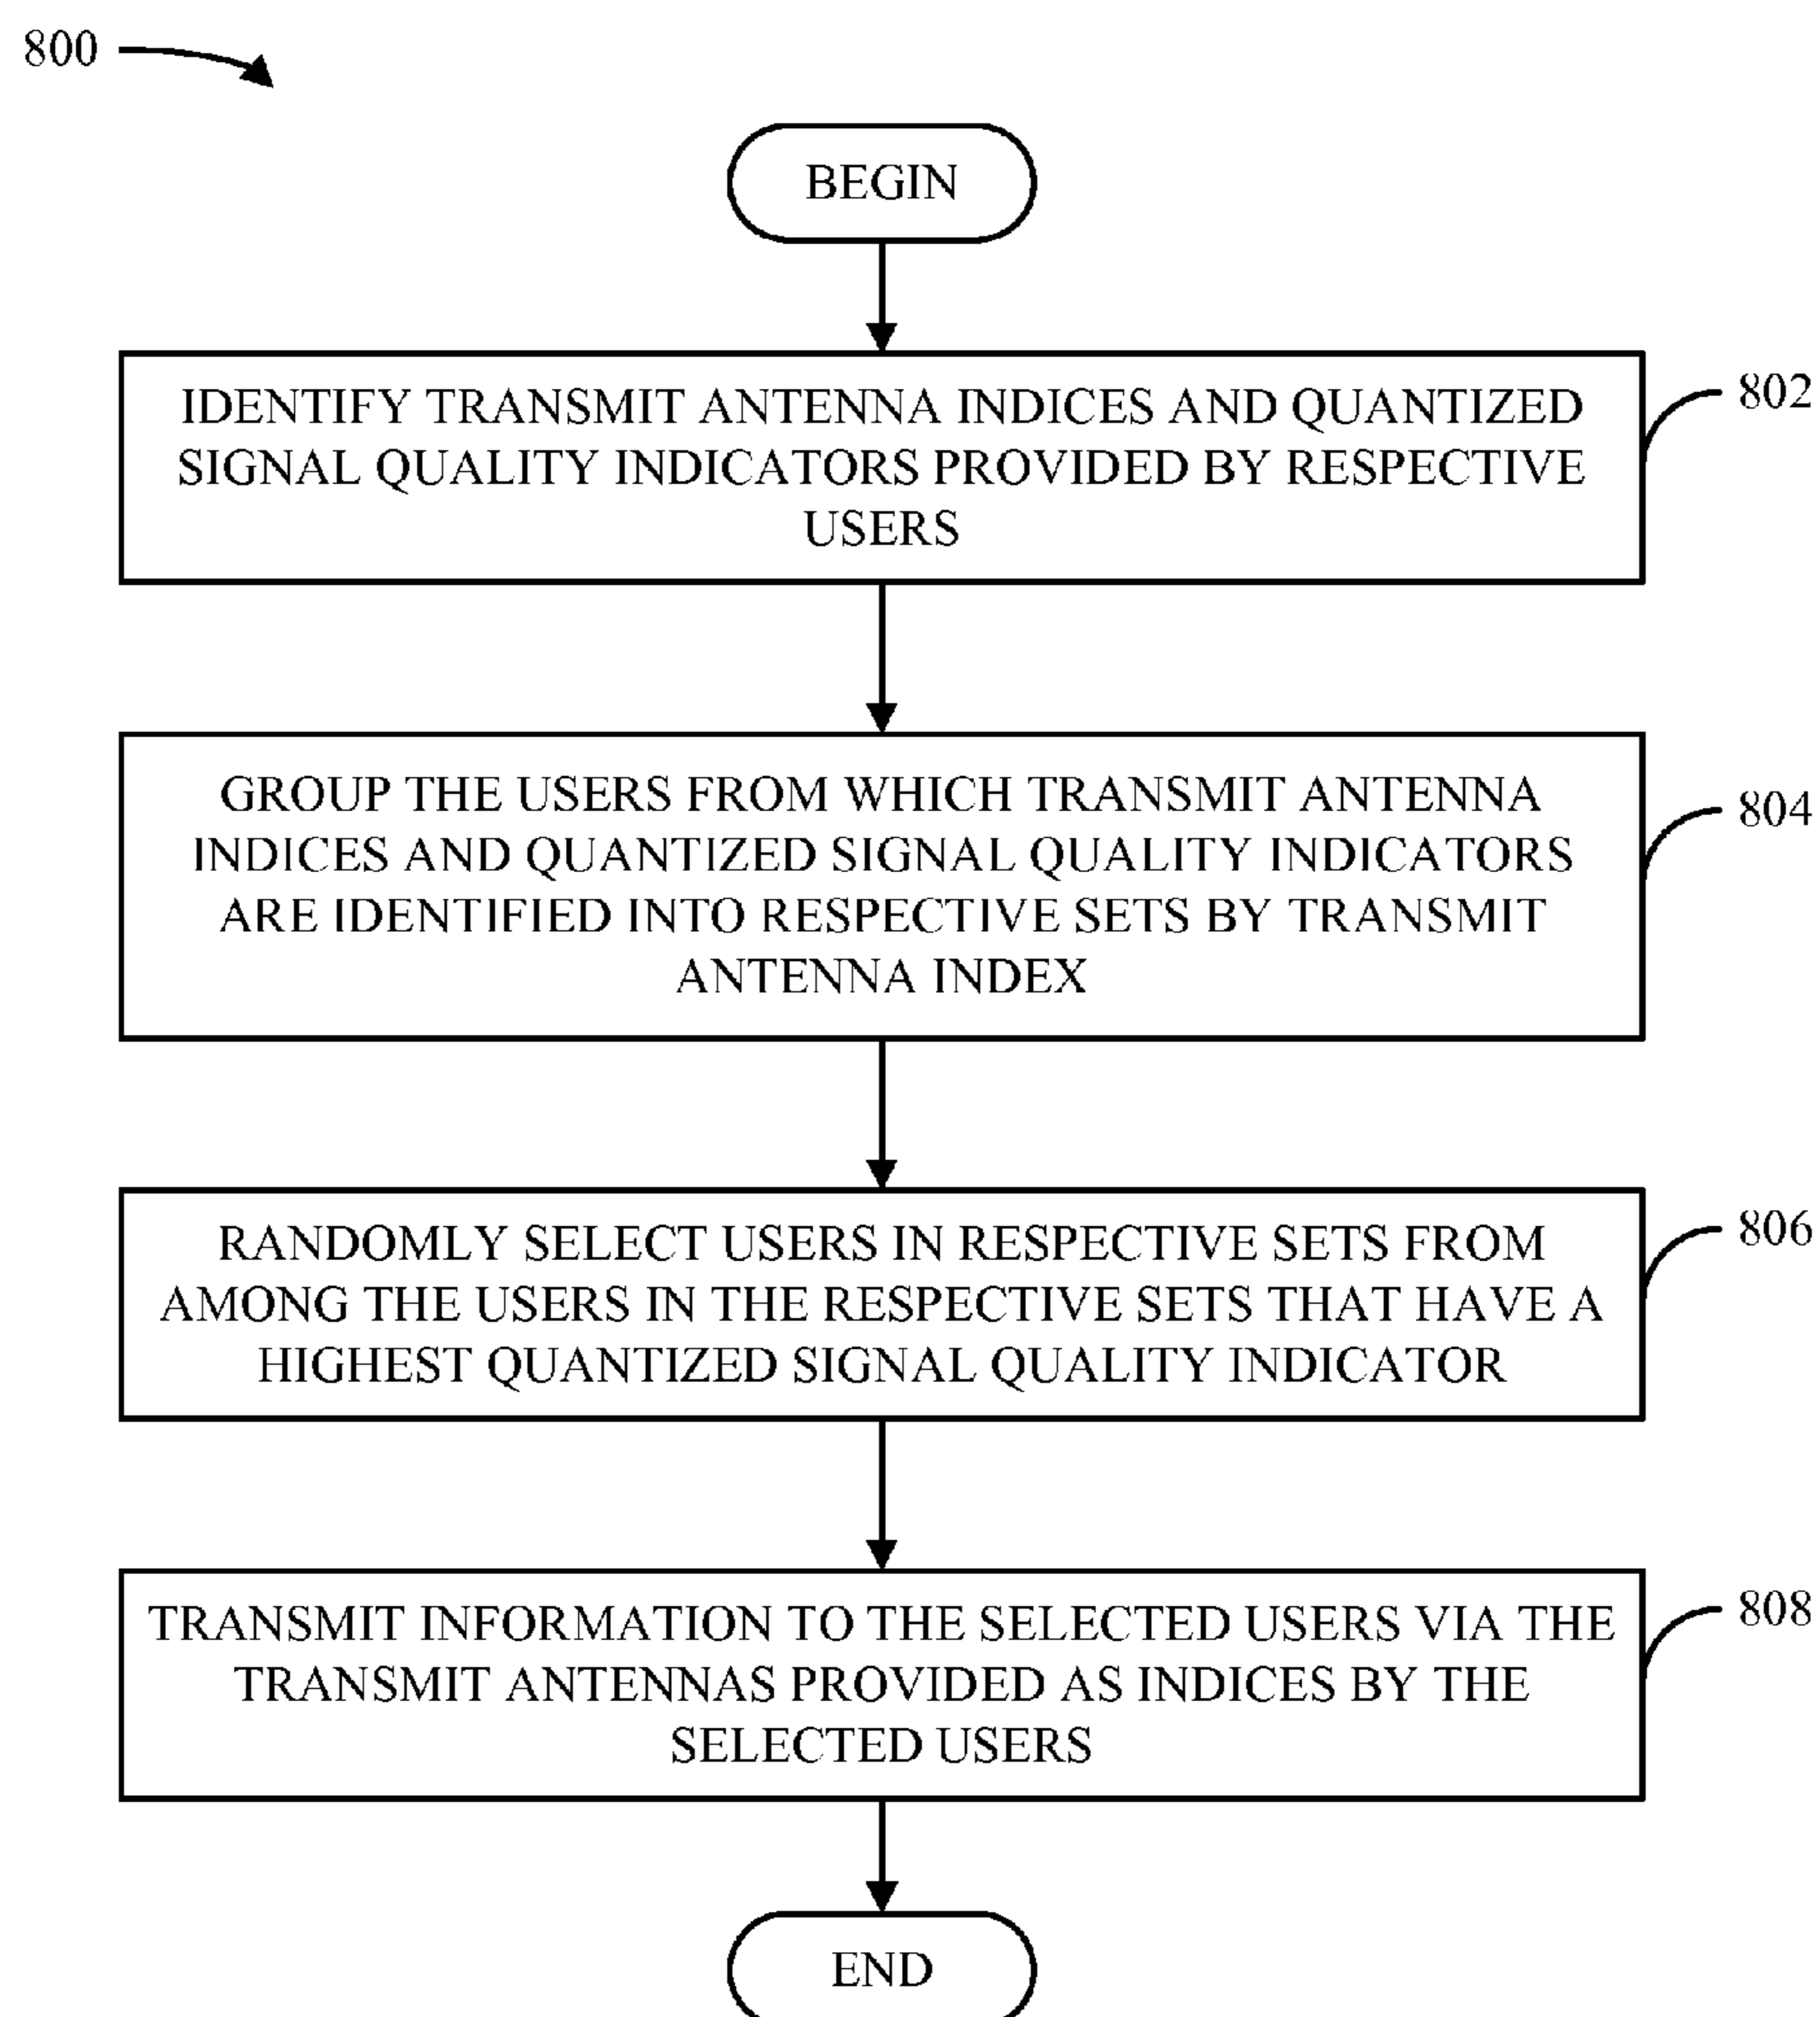 800
BEGIN
IDENTIFY TRANSMIT ANTENNA INDICES AND QUANTIZED
SIGNAL QUALITY INDICATORS PROVIDED BY RESPECTIVE
USERS
802
GROUP THE USERS FROM WHICH TRANSMIT ANTENNA
INDICES AND QUANTIZED SIGNAL QUALITY INDICATORS
ARE IDENTIFIED INTO RESPECTIVE SETS BY TRANSMIT
ANTENNA INDEX
804
RANDOMLY SELECT USERS IN RESPECTIVE SETS FROM
AMONG THE USERS IN THE RESPECTIVE SETS THAT HAVE A
HIGHEST QUANTIZED SIGNAL QUALITY INDICATOR
806
TRANSMIT INFORMATION TO THE SELECTED USERS VIA THE
TRANSMIT ANTENNAS PROVIDED AS INDICES BY THE
SELECTED USERS
808
END